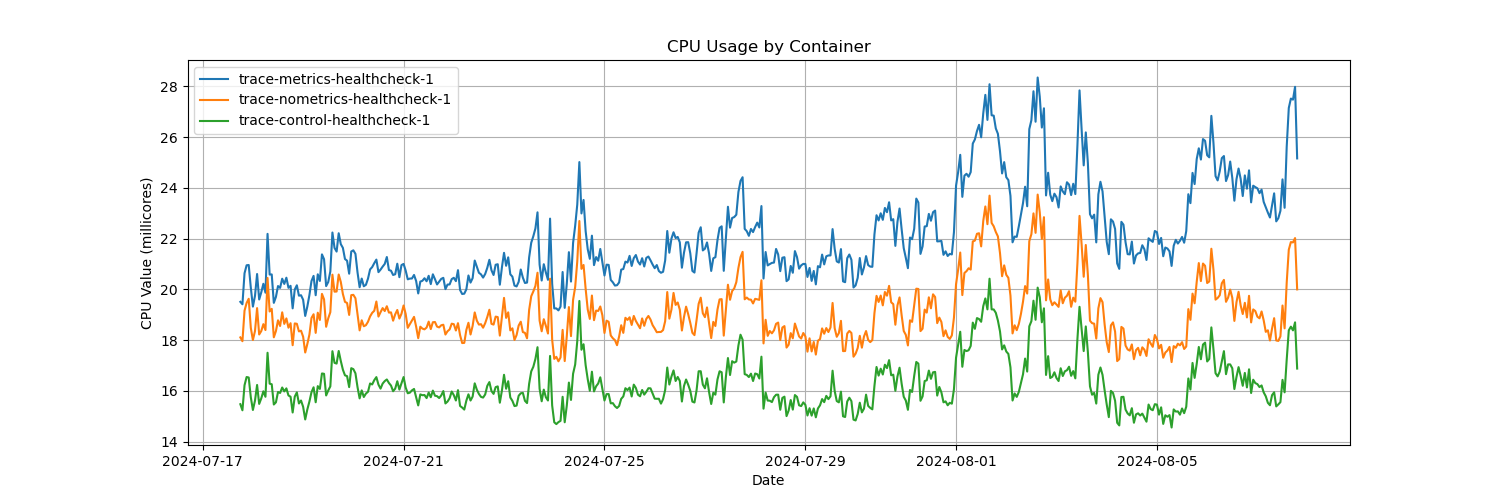 CPU Usage by Container
trace-metrics-healthcheck-1
trace-nometrics-healthcheck-1
trace-control-healthcheck-1
CPU Value (millicores)
28
26
24
22
20
18
16
14
2024-07-17
2024-07-21
2024-07-25
2024-07-29
2024-08-01
2024-08-05
Date